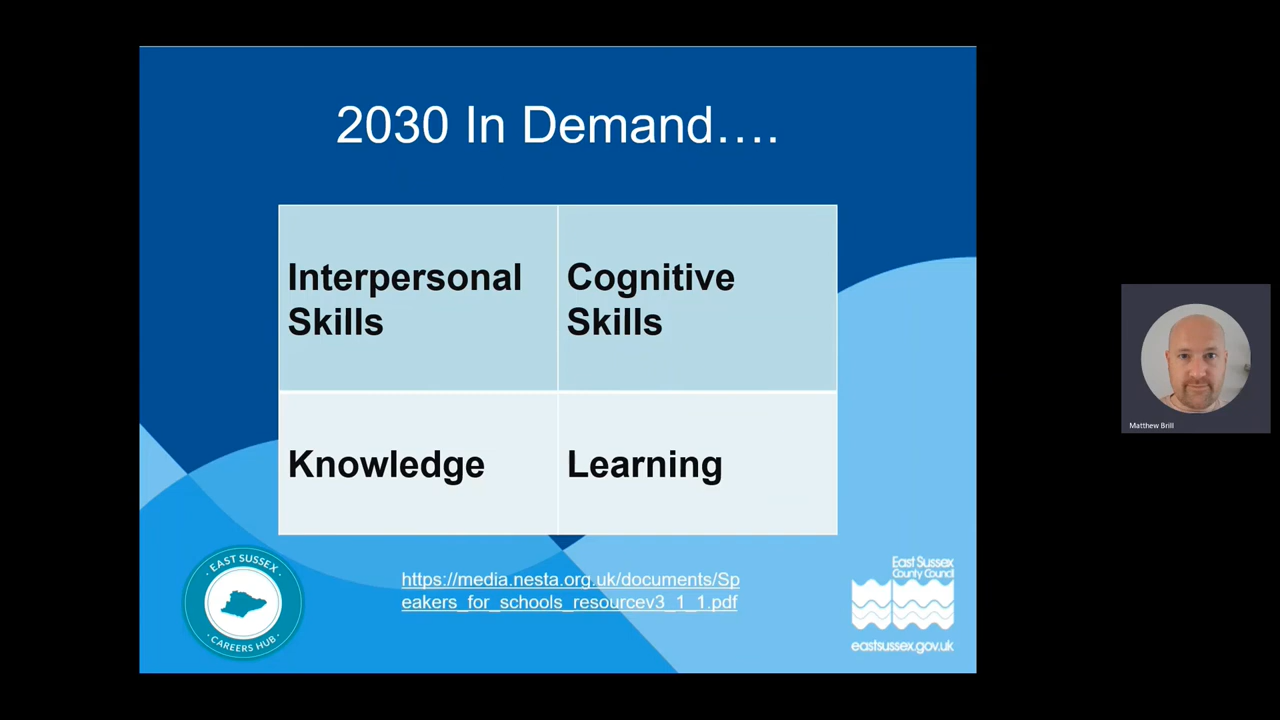 2030 In Demand….
Interpersonal
Skills
Cognitive
Skills
Knowledge
Learning
https://media.nesta.org.uk/documents/Sp
eakers_for_schools_resourcev3_1_1.pdf
· EAST SUSSEX ·
CAREERS HUB
East Sussex
County Council
eastsussex.gov.uk
Matthew Brill